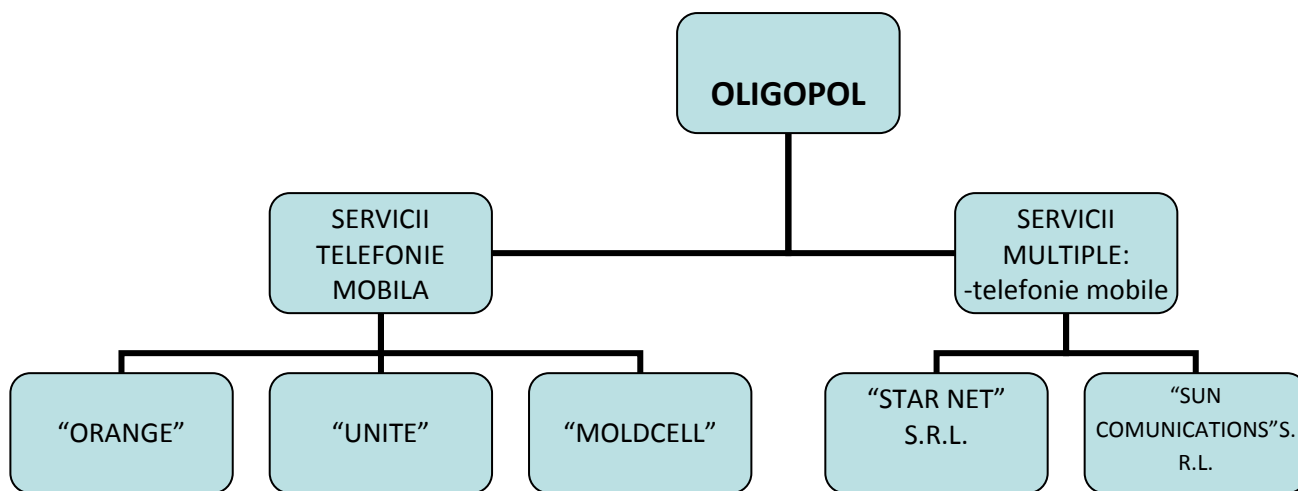 OLIGOPOL
SERVICII
TELEFONIE
MOBILA
SERVICII
MULTIPLE:
-telefonie mobile
“ORANGE”
“UNITE”
“MOLDCELL”
“STAR NET”
S.R.L.
“SUN
COMUNICATIONS”S.
R.L.